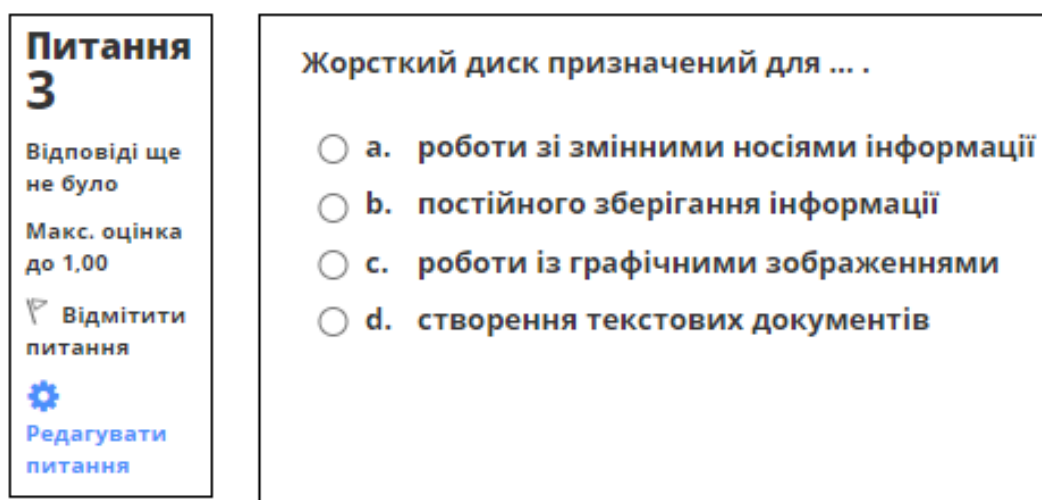 Питання
3
Відповіді ще
не було
Макс. оцінка
до 1,00
Відмітити
питання
Редагувати
питання
Жорсткий диск призначений для ... .
a. роботи зі змінними носіями інформації
b. постійного зберігання інформації
c. роботи із графічними зображеннями
d. створення текстових документів